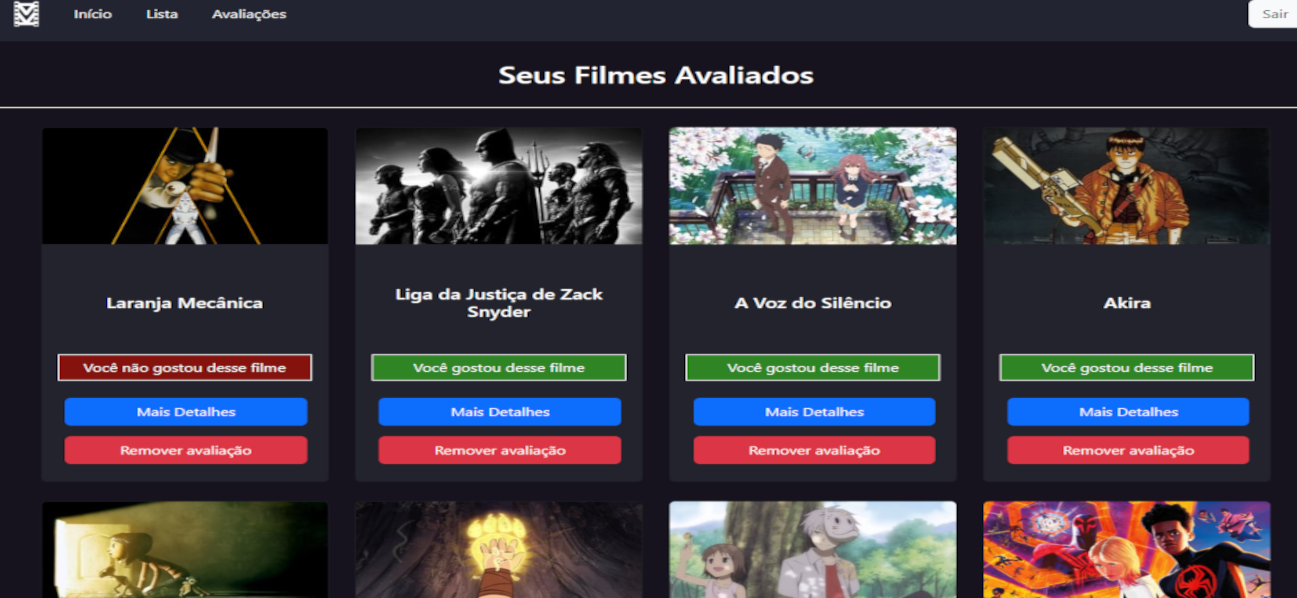 Início Lista Avaliações Sair
Seus Filmes Avaliados
Laranja Mecânica
Liga da Justiça de Zack
Snyder
A Voz do Silêncio
Akira
Você não gostou desse filme
Você gostou desse filme
Você gostou desse filme
Você gostou desse filme
Mais Detalhes
Mais Detalhes
Mais Detalhes
Mais Detalhes
Remover avaliação
Remover avaliação
Remover avaliação
Remover avaliação